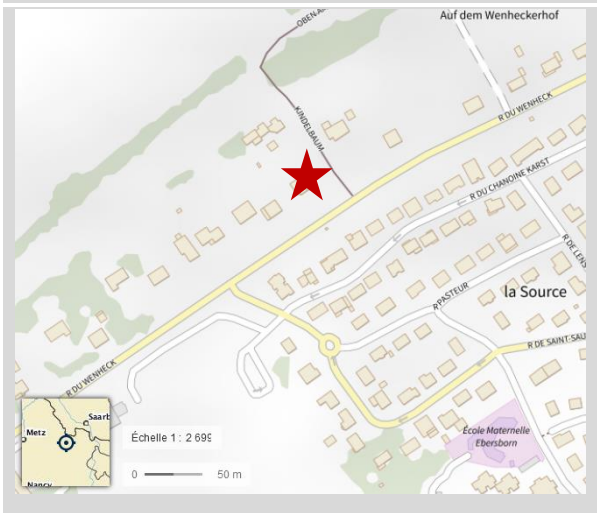 Auf dem Wenheckerhof
OBEN-A
KINDELBAUM
R DU WENHECK
R DU CHANOINE KARST
R DE LENS
la Source
R PASTEUR
R DE SAINT-SAU
R DU WENHECK
École Maternelle
Ebersborn
Metz
Saarb
Nancy
Échelle 1 : 2 699
0
50 m